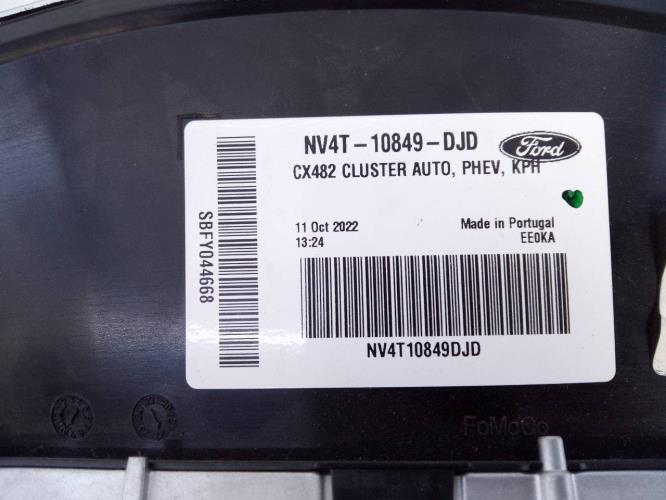 NV4T-10849-DJD
Ford
CX482 CLUSTER AUTO, PHEV, KPH
11 Oct 2022
13:24
Made in Portugal
EE0KA
SBFY044668
NV4T10849DJD
FoMoCo